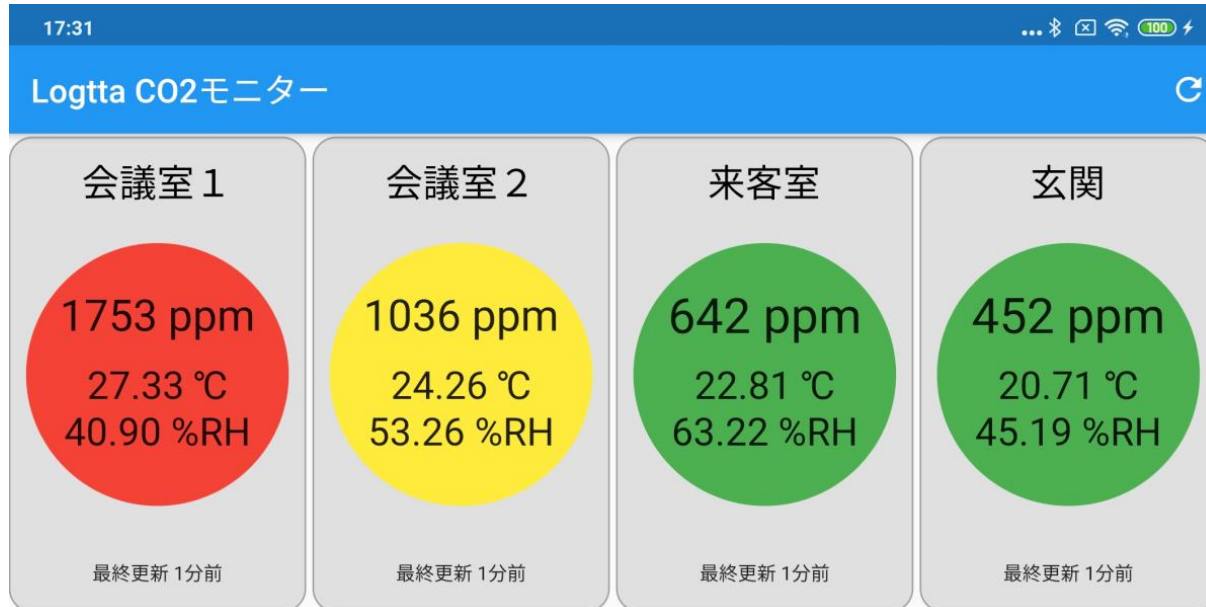 17:31
100
Logtta CO2モニター
会議室１
1753 ppm
27.33 ℃
40.90 %RH
最終更新 1分前
会議室２
1036 ppm
24.26 ℃
53.26 %RH
最終更新 1分前
来客室
642 ppm
22.81 ℃
63.22 %RH
最終更新 1分前
玄関
452 ppm
20.71 ℃
45.19 %RH
最終更新 1分前